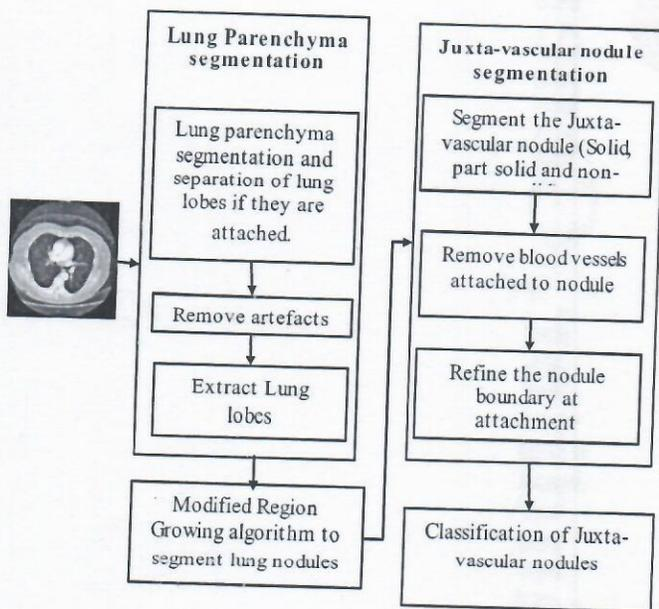 Lung Parenchyma
segmentation
Lung parenchyma
segmentation and
separation of lung
lobes if they are
attached.
Remove artefacts
Extract Lung
lobes
Modified Region
Growing algorithm to
segment lung nodules
Juxta-vascular nodule
segmentation
Segment the Juxta-
vascular nodule (Solid,
part solid and non-
Remove blood vessels
attached to nodule
Refine the nodule
boundary at
attachment
Classification of Juxta-
vascular nodules